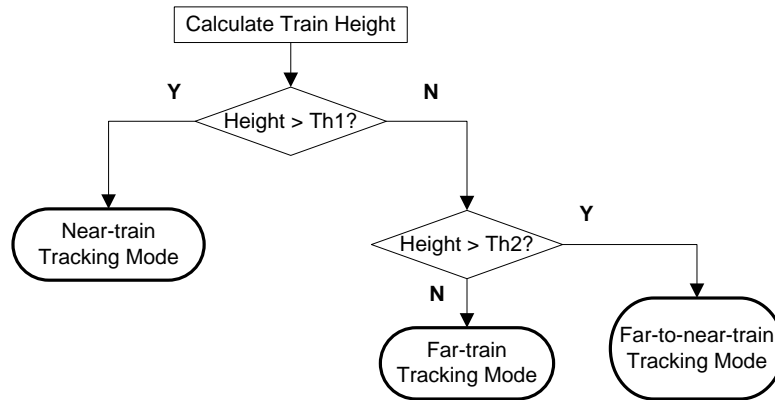 Calculate Train Height
Y
N
Height > Th1?
Near-train
Tracking Mode
Y
Height > Th2?
N
Far-train
Tracking Mode
Far-to-near-train
Tracking Mode